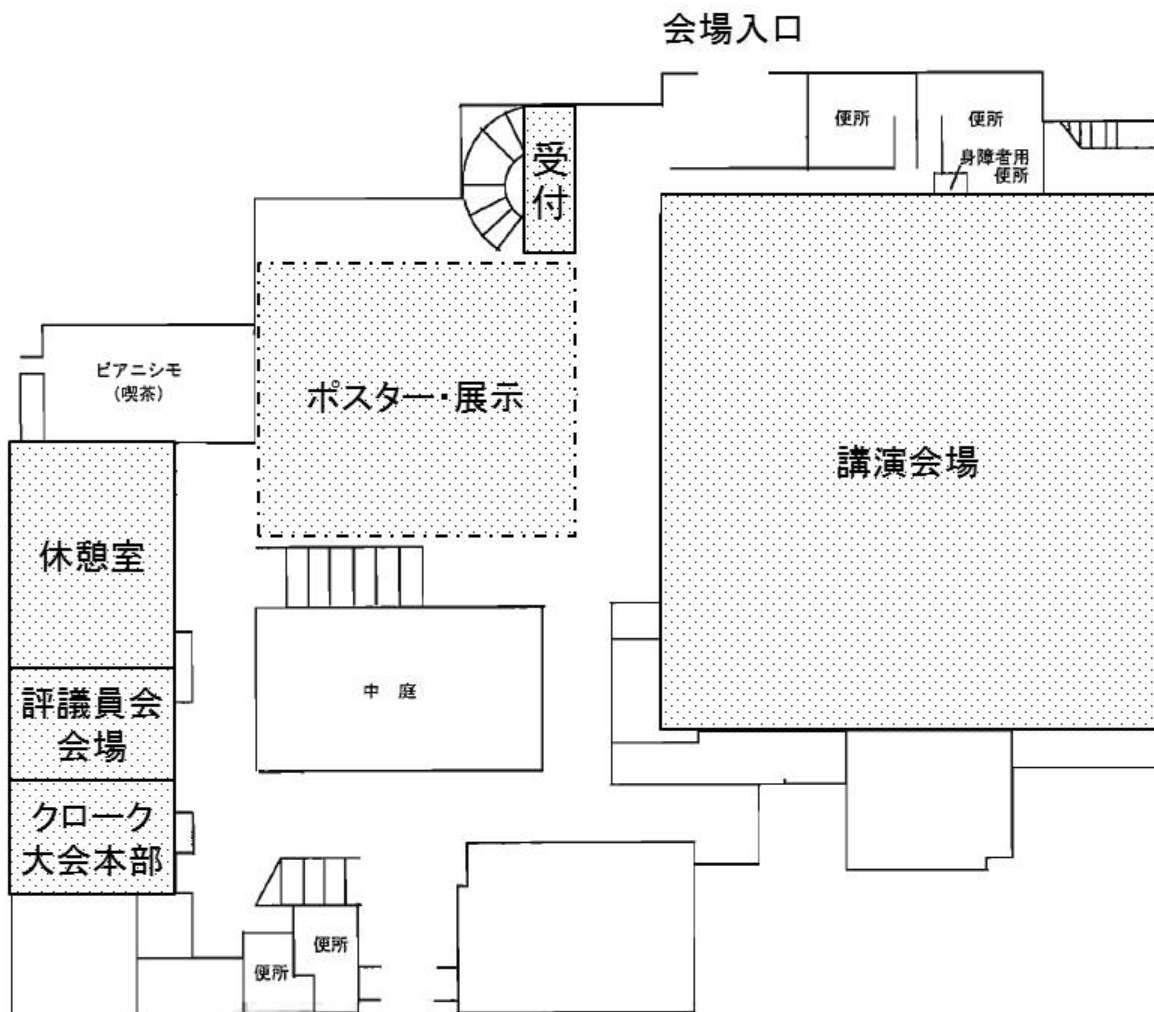 会場入口
便所
便所
身障者用
便所
受
付
ピアニシモ
(喫茶)
ポスター・展示
講演会場
休憩室
評議員会
会場
中 庭
クローク
大会本部
便所
便所